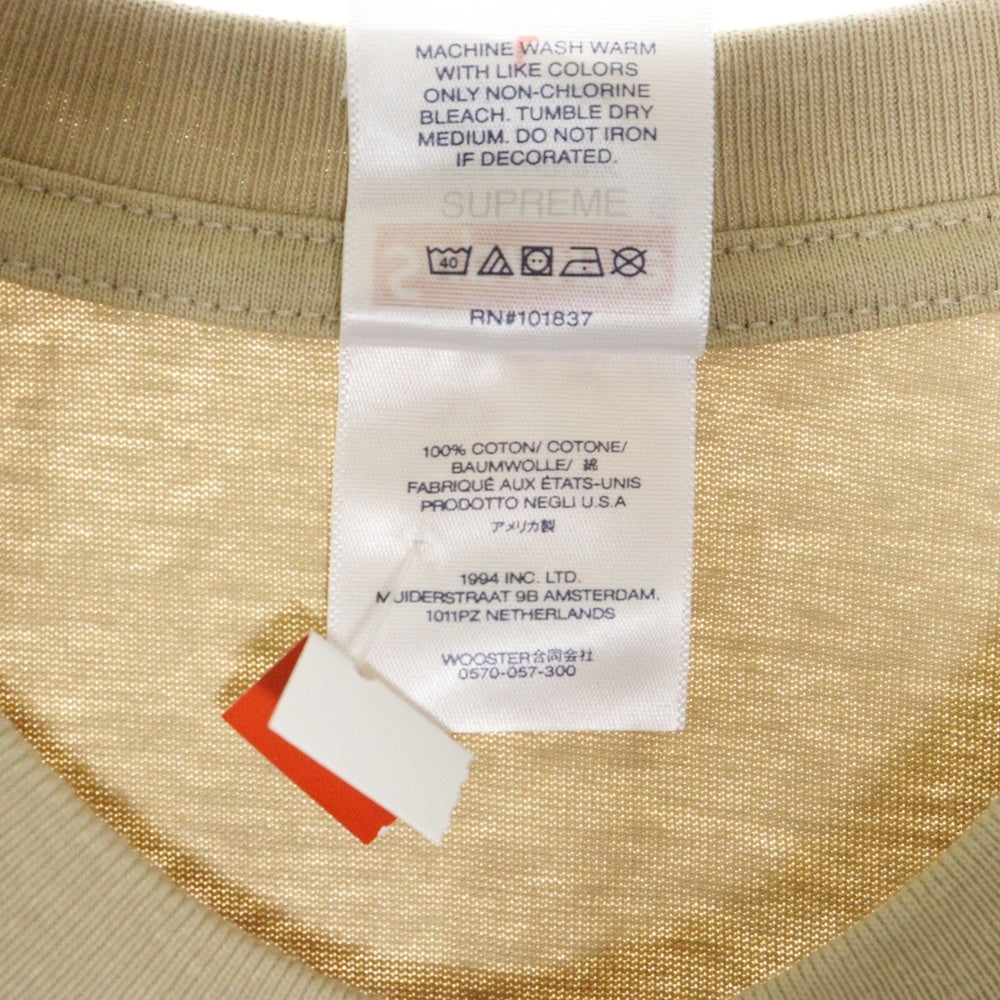 MACHINE WASH WARM
WITH LIKE COLORS
ONLY NON-CHLORINE
BLEACH. TUMBLE DRY
MEDIUM. DO NOT IRON
IF DECORATED.
SUPREME
40
RN#101837
100% COTON/ COTONE/
BAUMWOLLE/ 綿
FABRIQUÉ AUX ÉTATS-UNIS
PRODOTTO NEGLI U.S.A
アメリカ製
1994 INC. LTD.
MUIDERSTRAAT 9B AMSTERDAM.
1011PZ NETHERLANDS
WOOSTER合同会社
0570-057-300